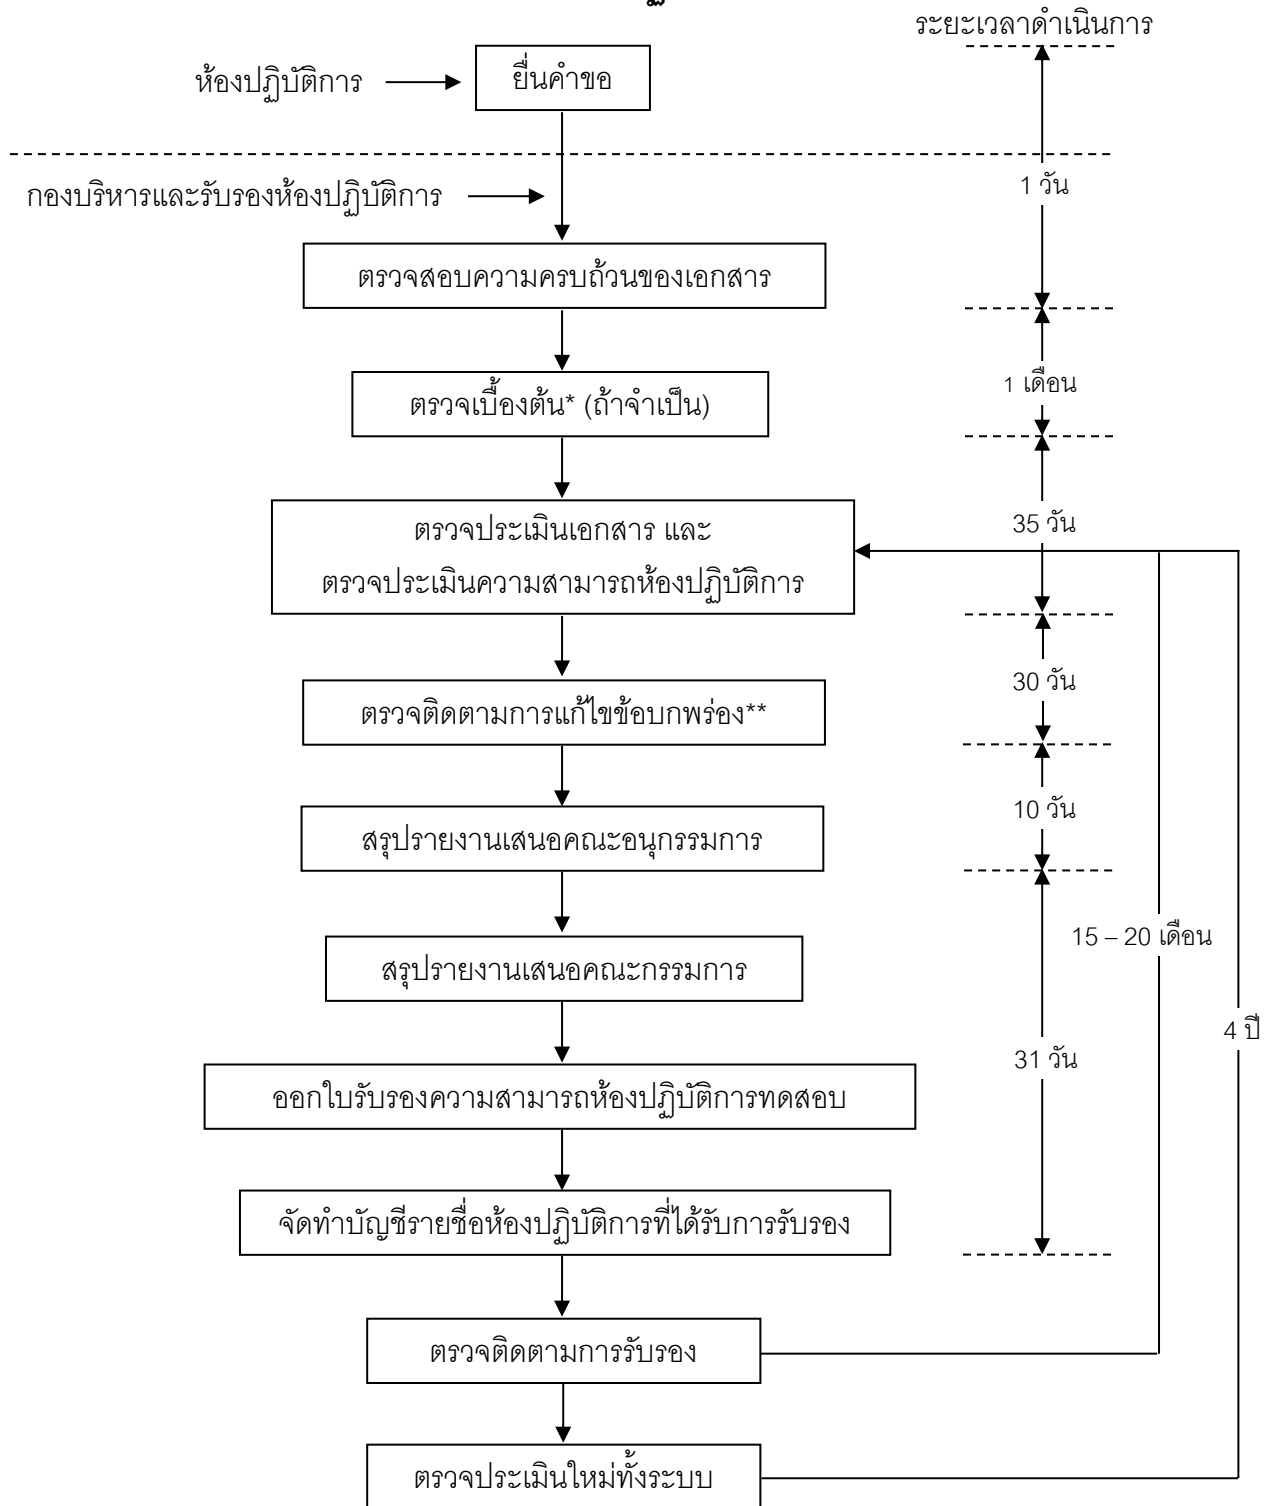 ระยะเวลาดำเนินการ
ห้องปฏิบัติการ
ยื่นคำขอ
กองบริหารและรับรองห้องปฏิบัติการ
1 วัน
ตรวจสอบความครบถ้วนของเอกสาร
1 เดือน
ตรวจเบื้องต้น* (ถ้าจำเป็น)
35 วัน
ตรวจประเมินเอกสาร และ
ตรวจประเมินความสามารถห้องปฏิบัติการ
30 วัน
ตรวจติดตามการแก้ไขข้อบกพร่อง**
10 วัน
สรุปรายงานเสนอคณะอนุกรรมการ
15 – 20 เดือน
สรุปรายงานเสนอคณะกรรมการ
4 ปี
31 วัน
ออกใบรับรองความสามารถห้องปฏิบัติการทดสอบ
จัดทำบัญชีรายชื่อห้องปฏิบัติการที่ได้รับการรับรอง
ตรวจติดตามการรับรอง
ตรวจประเมินใหม่ทั้งระบบ